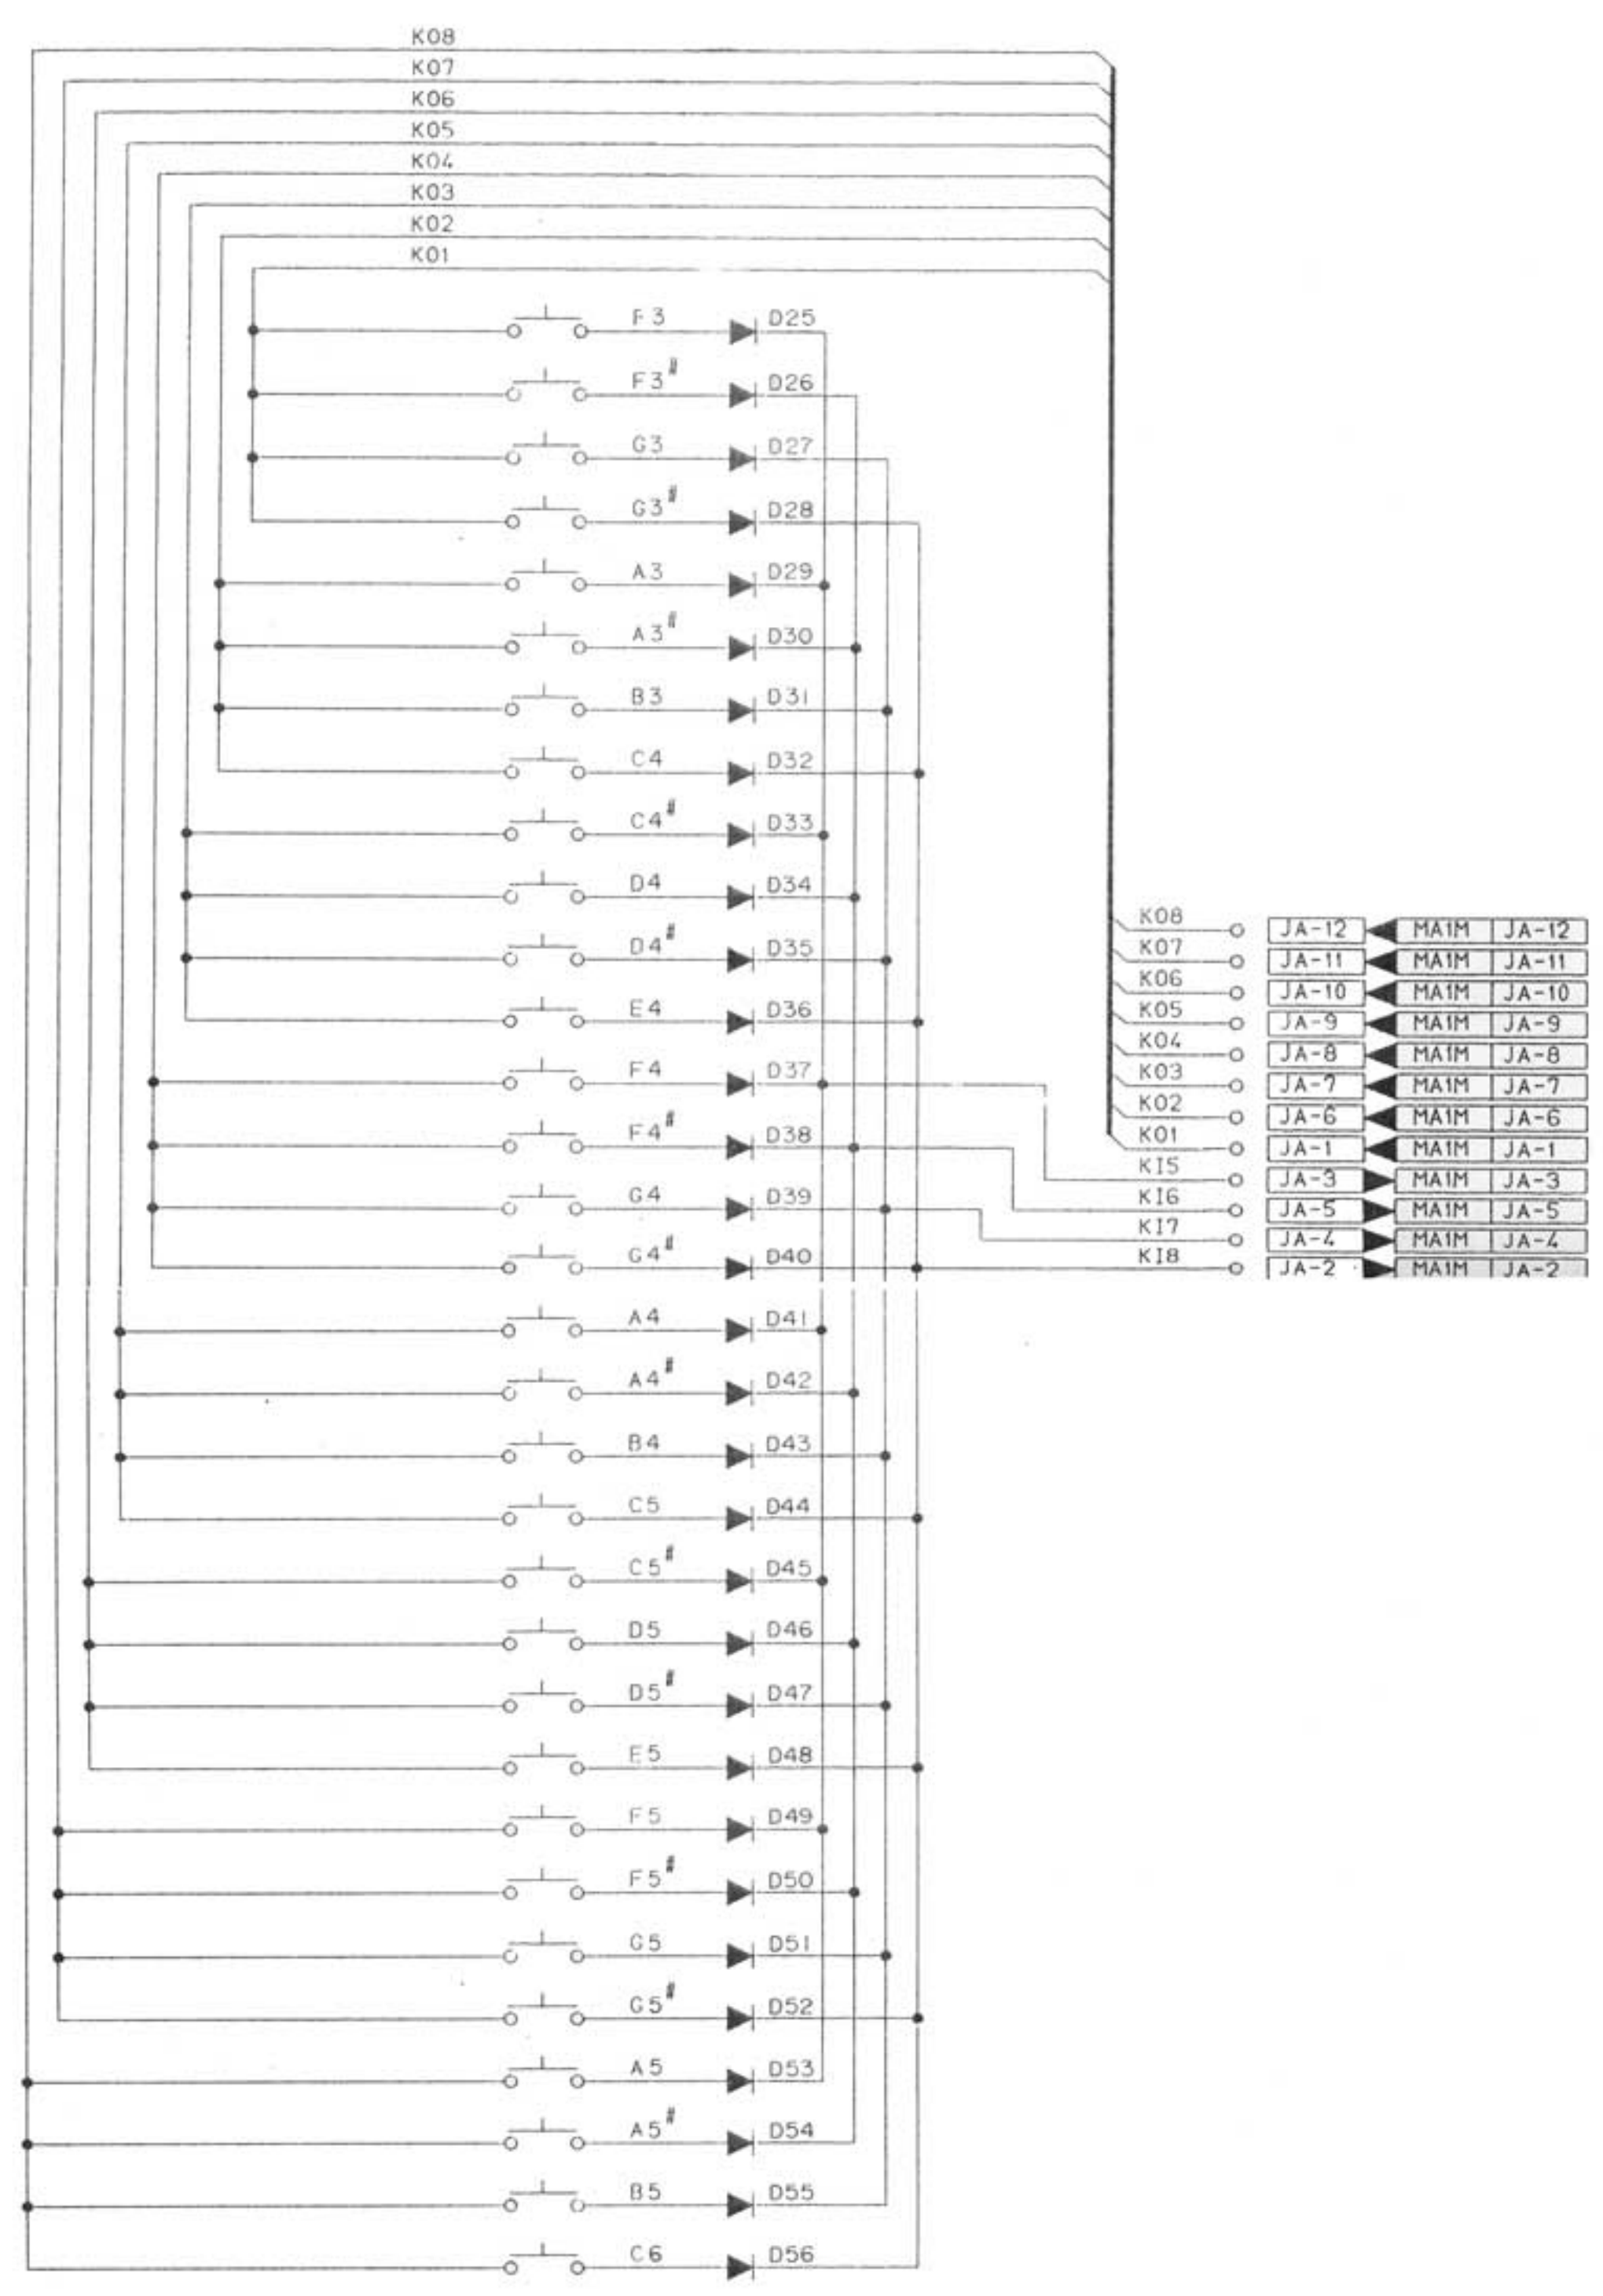 K08
K07
K06
K05
K04
K03
K02
K01
F3 D25
F3# D26
G3 D27
G3# D28
A3 D29
A3# D30
B3 D31
C4 D32
C4# D33
D4 D34
D4# D35
E4 D36
F4 D37
F4# D38
G4 D39
G4# D40
A4 D41
A4# D42
B4 D43
C5 D44
C5# D45
D5 D46
D5# D47
E5 D48
F5 D49
F5# D50
G5 D51
G5# D52
A5 D53
A5# D54
B5 D55
C6 D56
K08 JA-12 MA1M JA-12
K07 JA-11 MA1M JA-11
K06 JA-10 MA1M JA-10
K05 JA-9 MA1M JA-9
K04 JA-8 MA1M JA-8
K03 JA-7 MA1M JA-7
K02 JA-6 MA1M JA-6
K01 JA-1 MA1M JA-1
KI5 JA-3 MA1M JA-3
KI6 JA-5 MA1M JA-5
KI7 JA-4 MA1M JA-4
KI8 JA-2 MA1M JA-2